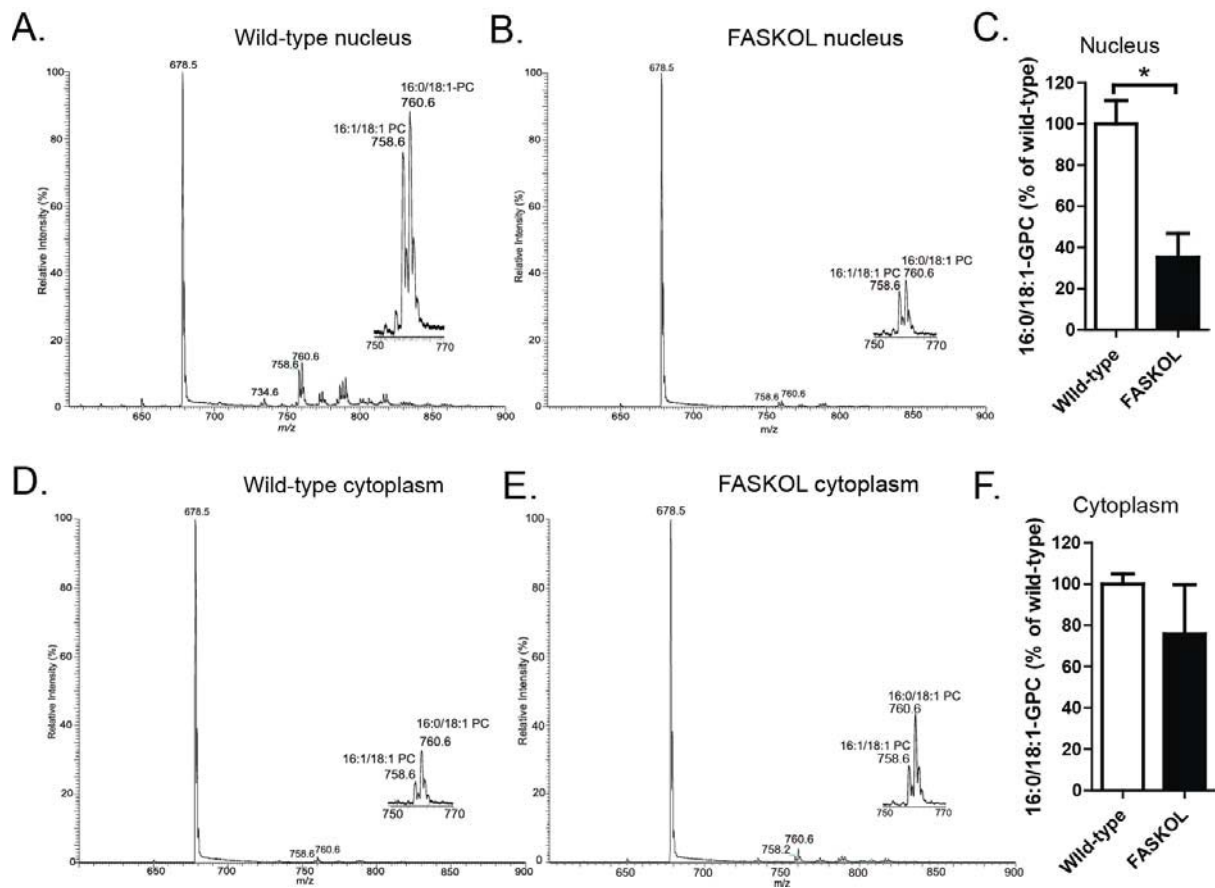 A.
Wild-type nucleus
678.5
100
80
60
40
20
0
Relative Intensity (%)
16:0/18:1-PC
760.6
16:1/18:1 PC
758.6
750
770
758.6
760.6
734.6
650
700
750
800
850
900
m/z
B.
FASKOL nucleus
678.5
100
80
60
40
20
0
Relative Intensity (%)
16:0/18:1 PC
16:1/18:1 PC
760.6
758.6
750
770
758.6
760.6
650
700
750
800
850
900
m/z
C.
Nucleus
*
16:0/18:1-GPC (% of wild-type)
120
100
80
60
40
20
0
Wild-type
FASKOL
D.
Wild-type cytoplasm
678.5
100
80
60
40
20
0
Relative Intensity (%)
16:0/18:1 PC
760.6
16:1/18:1 PC
758.6
750
770
758.6
760.6
650
700
750
800
850
900
m/z
E.
FASKOL cytoplasm
678.5
100
80
60
40
20
0
Relative Intensity (%)
16:0/18:1 PC
760.6
16:1/18:1 PC
758.6
750
770
758.2
760.6
650
700
750
800
850
900
m/z
F.
Cytoplasm
16:0/18:1-GPC (% of wild-type)
120
100
80
60
40
20
0
Wild-type
FASKOL